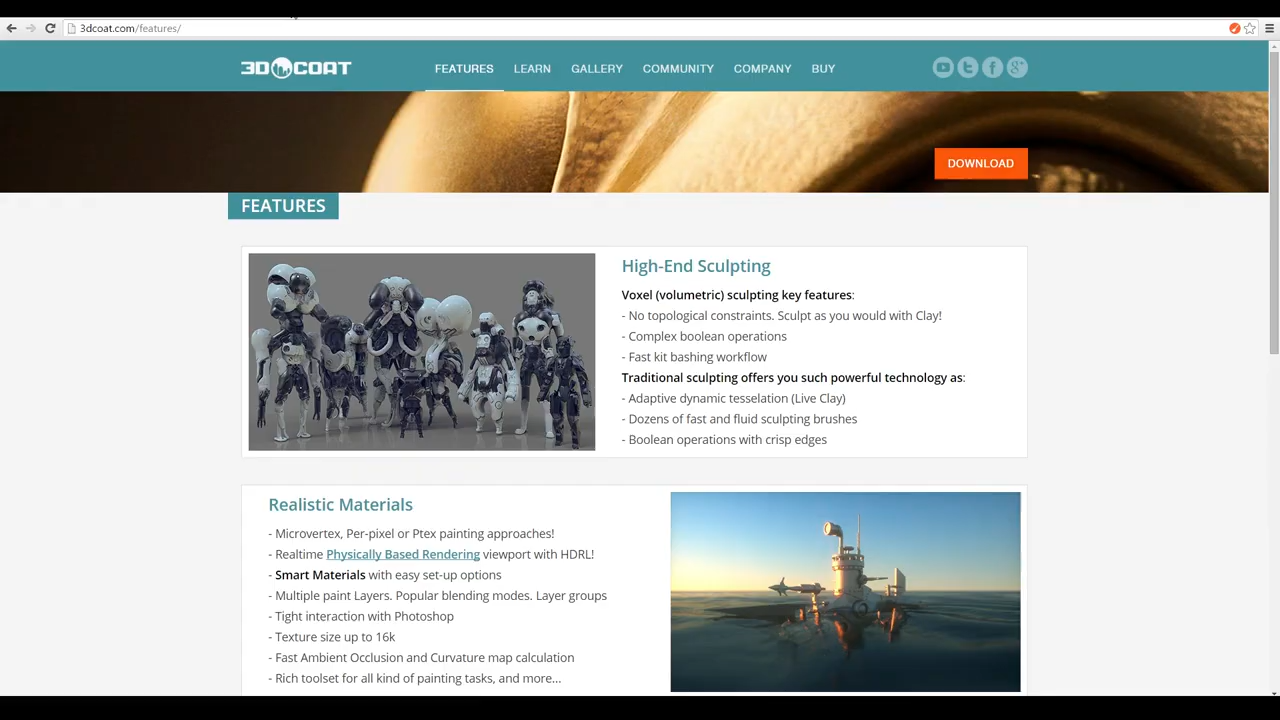 3dcoat.com/features/
3DCOAT
FEATURES LEARN GALLERY COMMUNITY COMPANY BUY
DOWNLOAD
FEATURES
High-End Sculpting
Voxel (volumetric) sculpting key features:
- No topological constraints. Sculpt as you would with Clay!
- Complex boolean operations
- Fast kit bashing workflow
Traditional sculpting offers you such powerful technology as:
- Adaptive dynamic tesselation (Live Clay)
- Dozens of fast and fluid sculpting brushes
- Boolean operations with crisp edges
Realistic Materials
- Microvertex, Per-pixel or Ptex painting approaches!
- Realtime Physically Based Rendering viewport with HDRL!
- Smart Materials with easy set-up options
- Multiple paint Layers. Popular blending modes. Layer groups
- Tight interaction with Photoshop
- Texture size up to 16k
- Fast Ambient Occlusion and Curvature map calculation
- Rich toolset for all kind of painting tasks, and more...